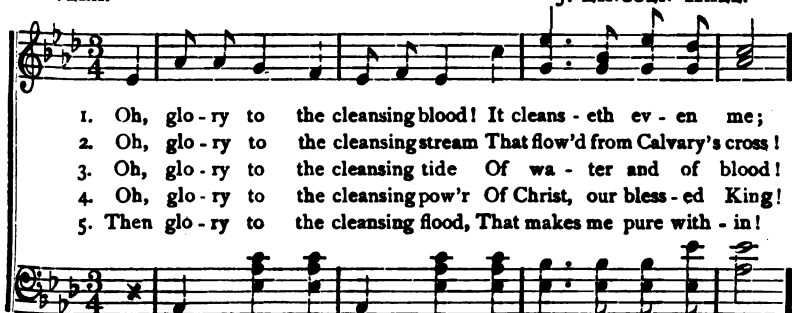 1. Oh, glo - ry to the cleansing blood! It cleans - eth ev - en me;
2. Oh, glo - ry to the cleansing stream That flow'd from Calvary's cross!
3. Oh, glo - ry to the cleansing tide Of wa - ter and of blood!
4. Oh, glo - ry to the cleansing pow'r Of Christ, our bless - ed King!
5. Then glo - ry to the cleansing flood, That makes me pure with - in!